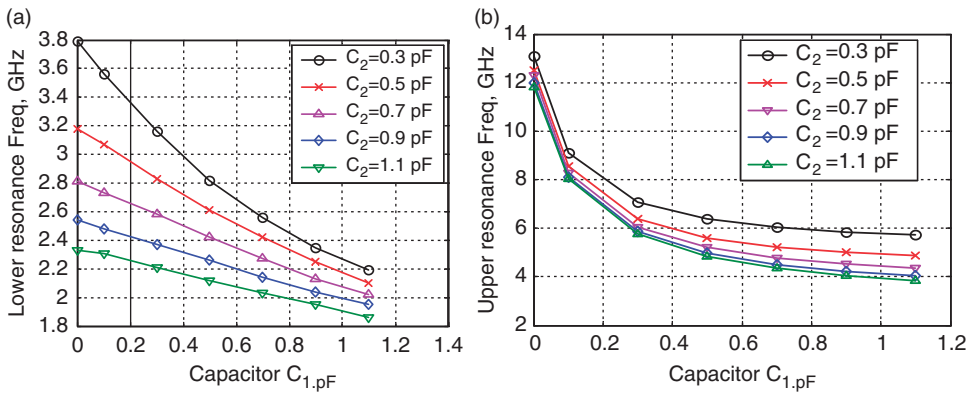 (a)
3.8
3.6
3.4
3.2
3
2.8
2.6
2.4
2.2
2
1.8
0
0.2
0.4
0.6
0.8
1
1.2
1.4
Lower resonance Freq, GHz
Capacitor C1.pF
C2=0.3 pF
C2=0.5 pF
C2=0.7 pF
C2=0.9 pF
C2=1.1 pF
(b)
14
12
10
8
6
4
2
0
0.2
0.4
0.6
0.8
1
1.2
Upper resonance Freq, GHz
Capacitor C1.pF
C2=0.3 pF
C2=0.5 pF
C2=0.7 pF
C2=0.9 pF
C2=1.1 pF